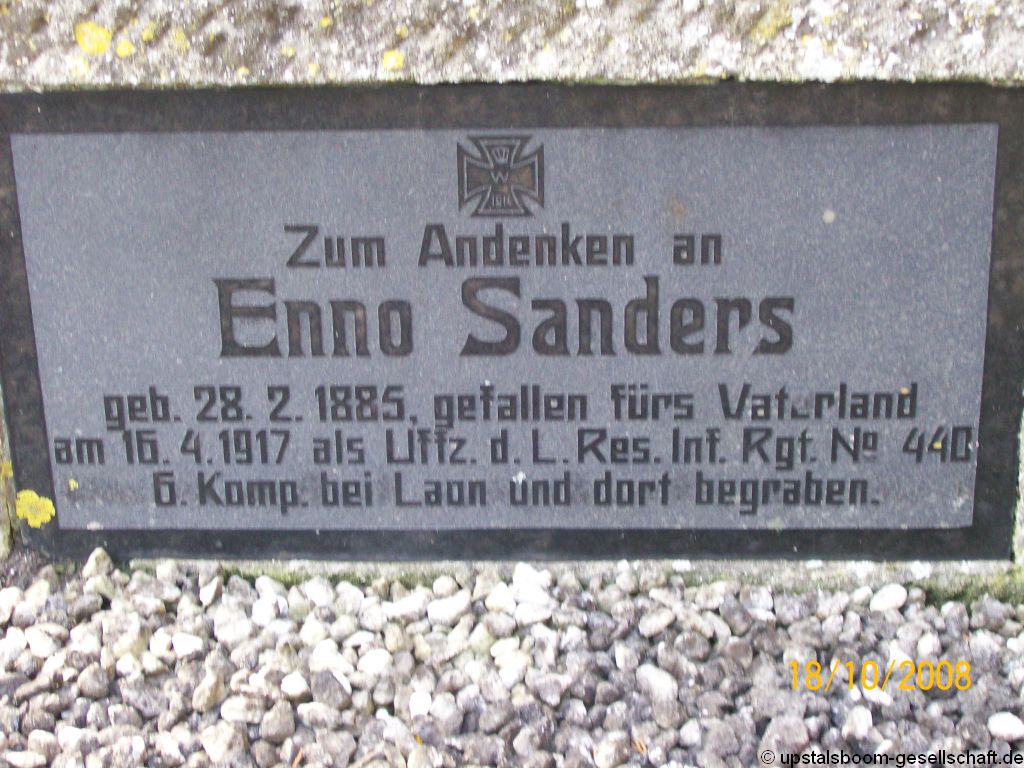 W
1914
Zum Andenken an
Enno Sanders
geb. 28. 2. 1885, gefallen fürs Vaterland
am 16. 4. 1917 als Uffz. d. L. Res. Inf. Rgt. No 440
6. Komp. bei Laon und dort begraben.
18/10/2008
© upstalsboom-gesellschaft.de